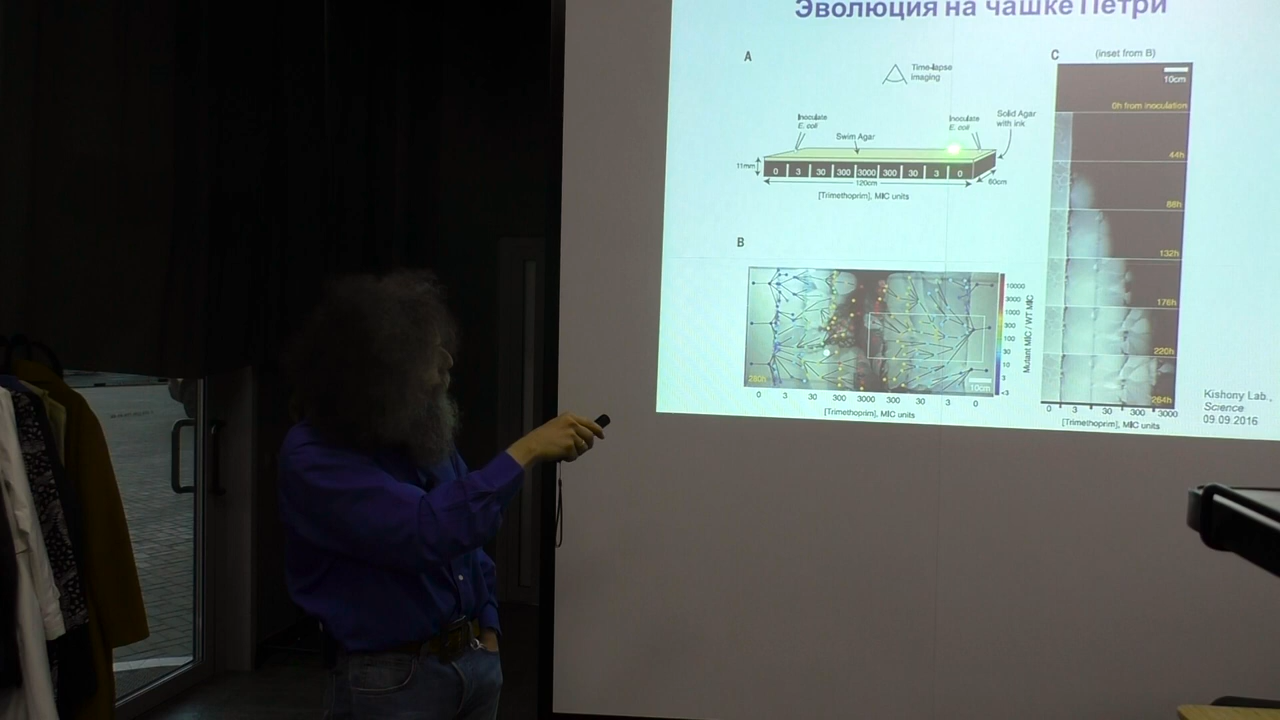 Эволюция на чашке Петри
A
Time-lapse
imaging
Inoculate
E. coli
Swim Agar
Inoculate
E. coli
Solid Agar
with ink
11mm
0 3 30 300 3000 300 30 3 0
120cm
60cm
[Trimethoprim], MIC units
B
280h
10cm
10000
3000
1000
300
100
30
10
<3
Mutant MIC / WT MIC
0 3 30 300 3000 300 30 3 0
[Trimethoprim], MIC units
C
(inset from B)
10cm
0h from inoculation
44h
88h
132h
176h
220h
264h
0 3 30 300 3000
[Trimethoprim], MIC units
Kishony Lab.,
Science
09.09.2016